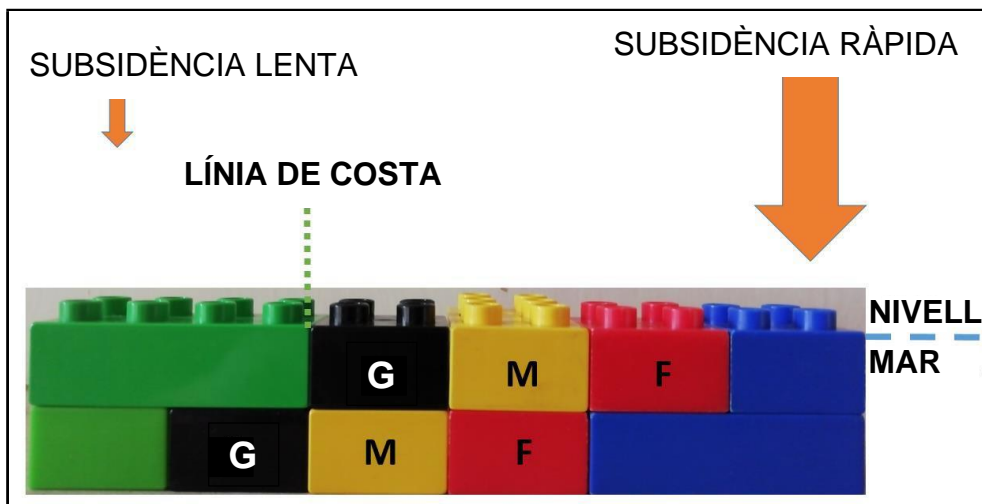 SUBSIDÈNCIA LENTA
SUBSIDÈNCIA RÀPIDA
LÍNIA DE COSTA
NIVELL
MAR
G M F
G M F